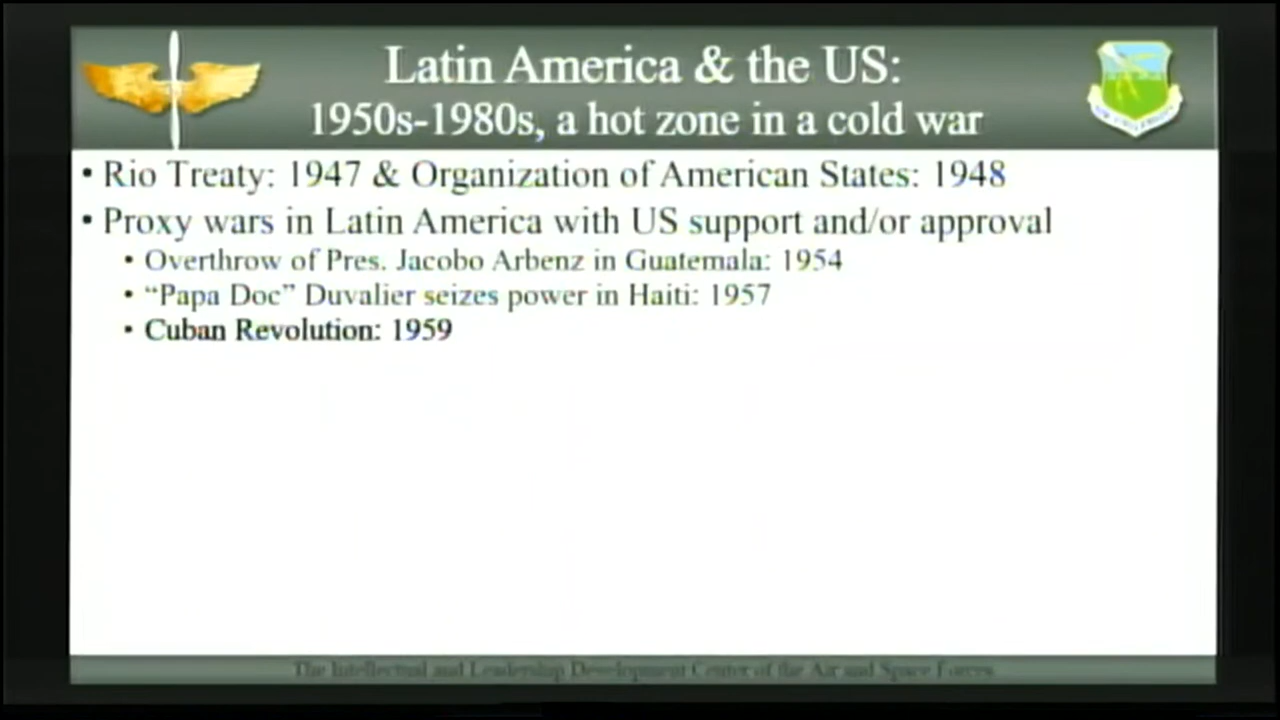 Latin America & the US:
1950s-1980s, a hot zone in a cold war
• Rio Treaty: 1947 & Organization of American States: 1948
• Proxy wars in Latin America with US support and/or approval
• Overthrow of Pres. Jacobo Arbenz in Guatemala: 1954
• “Papa Doc” Duvalier seizes power in Haiti: 1957
• Cuban Revolution: 1959
The Intellectual and Leadership Development Center of the Air and Space Forces